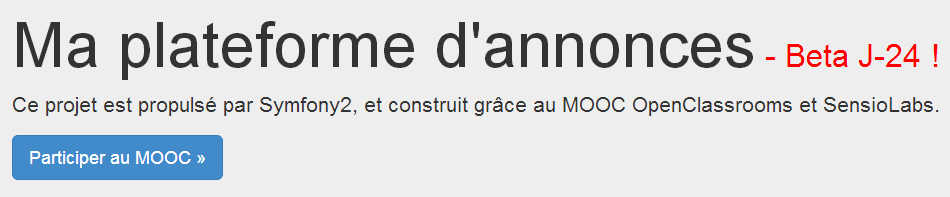 Ma plateforme d'annonces - Beta J-24 !
Ce projet est propulsé par Symfony2, et construit grâce au MOOC OpenClassrooms et SensioLabs.
Participer au MOOC »